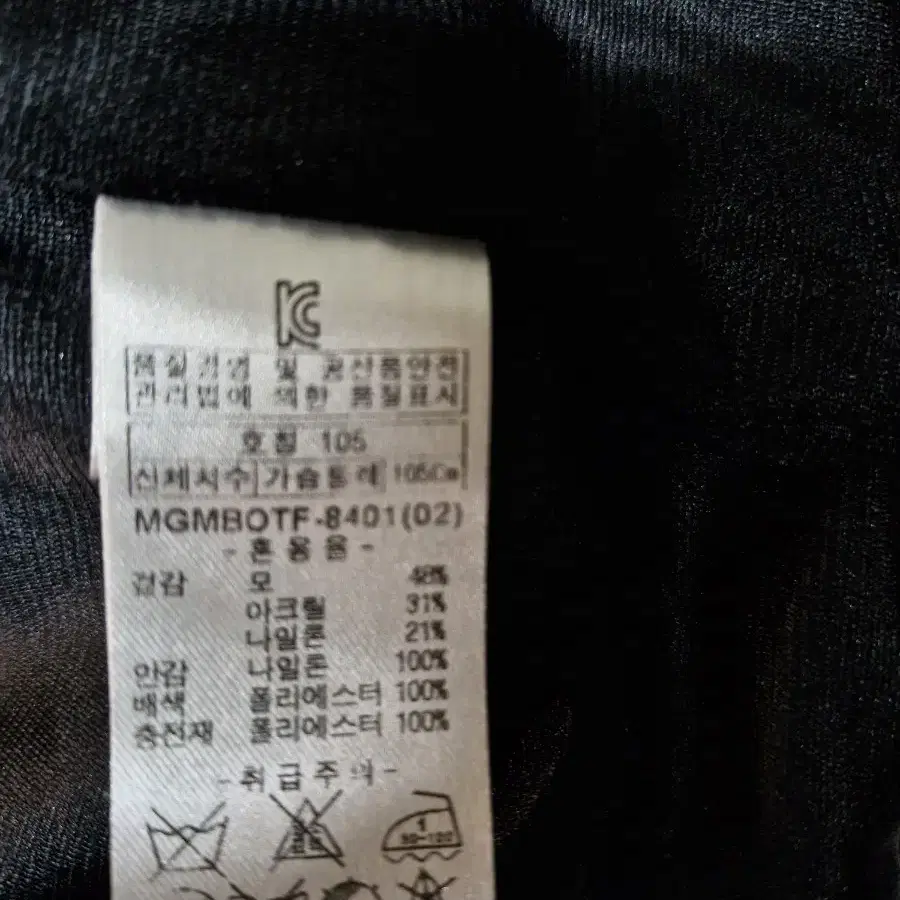 KC
품질경영 및 공산품안전
관리법에 의한 품질표시
호칭 105
신체치수 가슴둘레 105Cm
MGMBOTF-8401(02)
-혼용율-
겉감 모 48%
아크릴 31%
나일론 21%
안감 나일론 100%
배색 폴리에스터 100%
충전재 폴리에스터 100%
-취급주의-
1
80-120